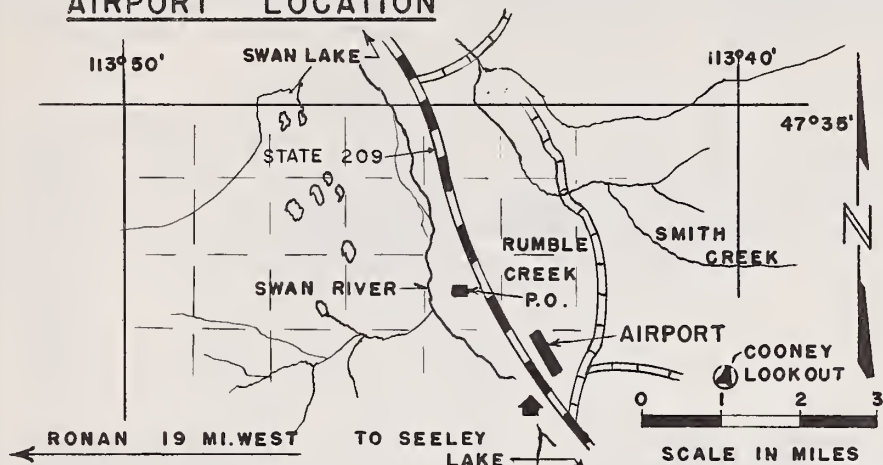 AIRPORT LOCATION
SWAN LAKE
113° 50'
113° 40'
47° 35'
STATE 209
SMITH
CREEK
RUMBLE
CREEK
P.O.
SWAN RIVER
AIRPORT
COONEY
LOOKOUT
N
0 1 2 3
SCALE IN MILES
RONAN 19 MI. WEST
TO SEELEY
LAKE